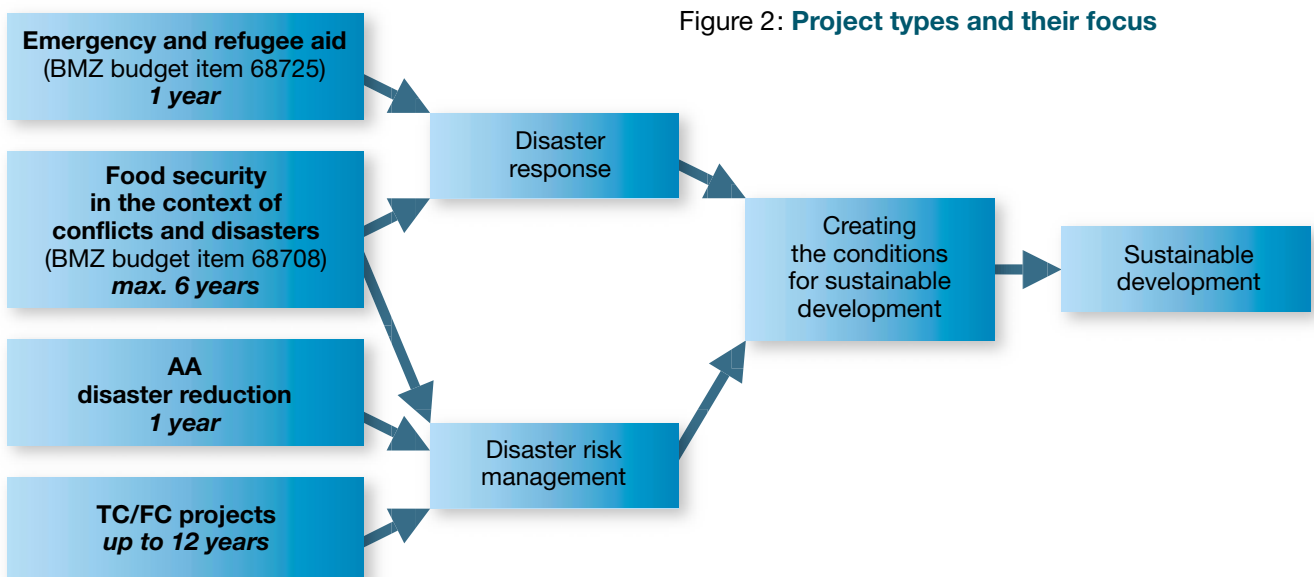 Figure 2: Project types and their focus
Emergency and refugee aid
(BMZ budget item 68725)
1 year
Food security
in the context of
conflicts and disasters
(BMZ budget item 68708)
max. 6 years
AA
disaster reduction
1 year
TC/FC projects
up to 12 years
Disaster
response
Disaster risk
management
Creating
the conditions
for sustainable
development
Sustainable
development